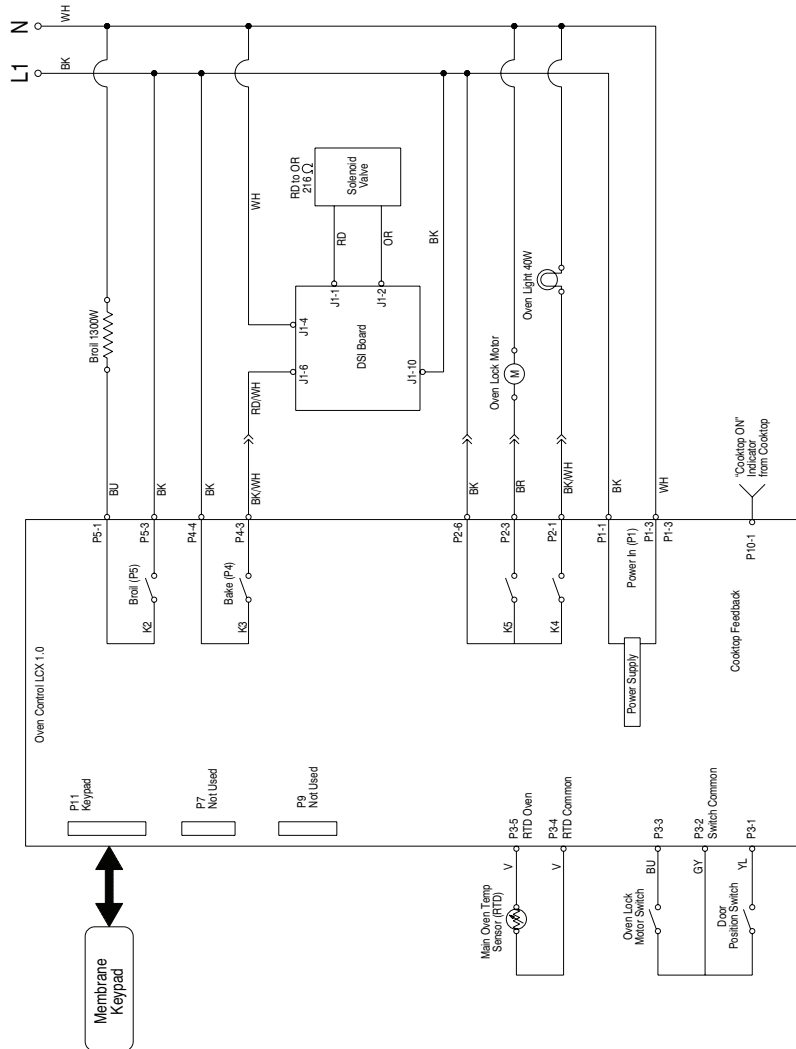 L1
N
BK
WH
Broil 1300W
RD to OR
216 Ω
Solenoid
Valve
WH
RD
OR
BK
J1-1
J1-2
J1-4
J1-6
J1-10
DSI Board
RD/WH
Oven Lock Motor
M
Oven Light 40W
BU
BK
BK
BK/WH
BK
BR
BK/WH
BK
WH
"Cooktop ON"
Indicator
from Cooktop
P5-1
P5-3
P4-4
P4-3
P2-6
P2-3
P2-1
P1-1
P1-3
P1-3
P10-1
Broil (P5)
K2
Bake (P4)
K3
K5
K4
Power In (P1)
Power Supply
Cooktop Feedback
Oven Control LCX 1.0
P11
Keypad
P7
Not Used
P9
Not Used
P3-5
RTD Oven
P3-4
RTD Common
P3-3
P3-2
Switch Common
P3-1
V
V
BU
GY
YL
Main Oven Temp
Sensor (RTD)
Oven Lock
Motor Switch
Door
Position Switch
Membrane
Keypad